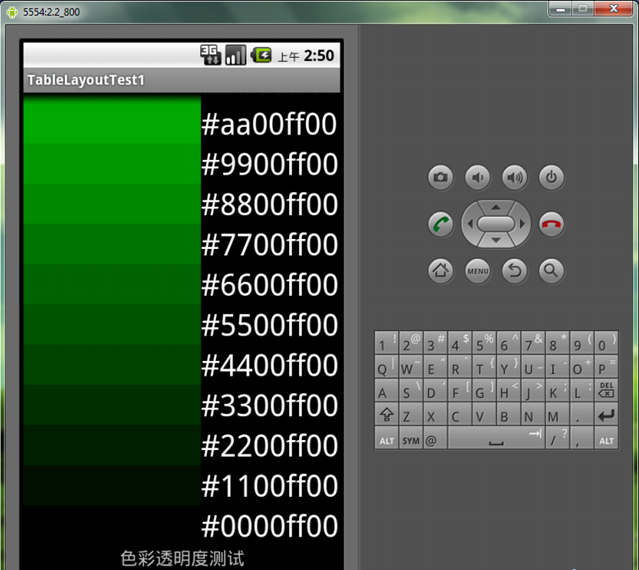 5554:2.2_800
3G 上午 2:50
TableLayoutTest1
#aa00ff00
#9900ff00
#8800ff00
#7700ff00
#6600ff00
#5500ff00
#4400ff00
#3300ff00
#2200ff00
#1100ff00
#0000ff00
色彩透明度测试
MENU
1 ! 2 @ 3 # 4 $ 5 % 6 ^ 7 & 8 * 9 ( 0 )
Q | W ~ E " R ` T { Y } U _ I - O + P =
A S \ D ' F [ G ] H < J > K ; L : DEL
Z X C V B N M .
ALT SYM @ / ? , ALT